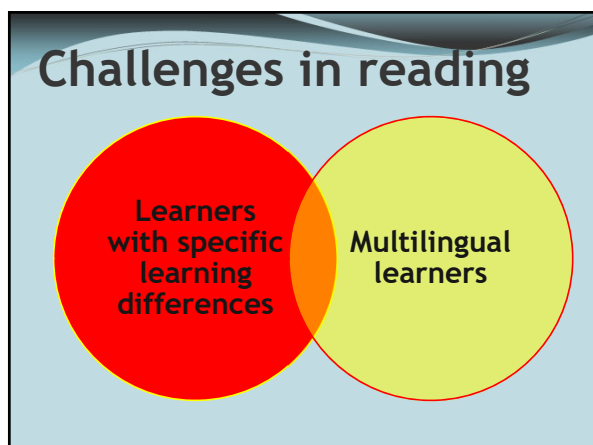 Challenges in reading
Learners
with specific
learning
differences
Multilingual
learners